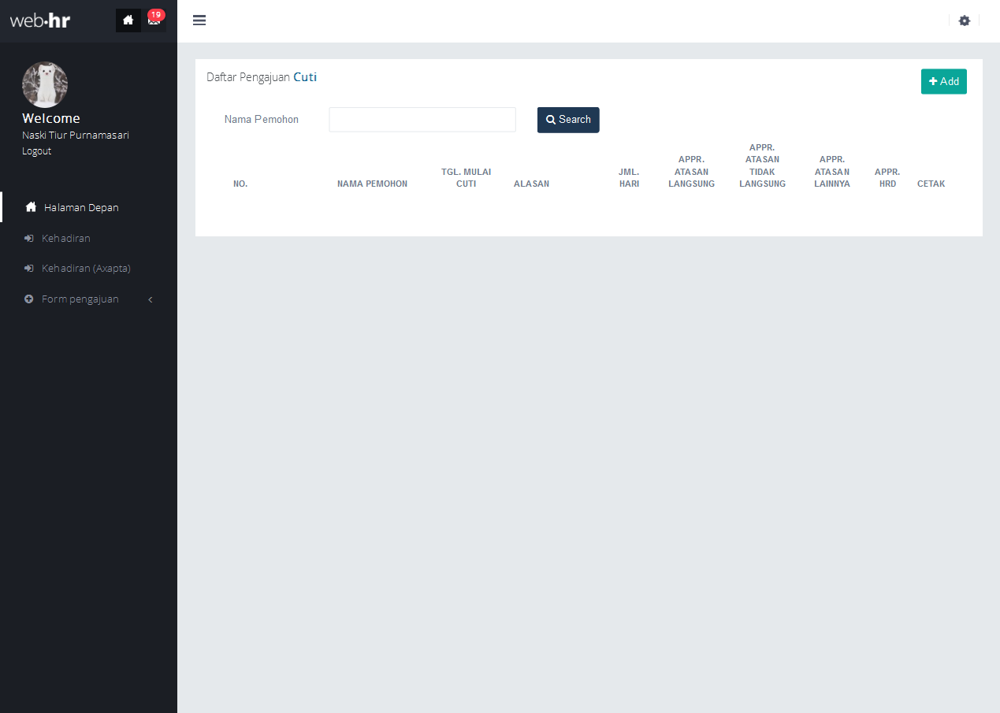 web·hr
19
Welcome
Naski Tiur Purnamasari
Logout
Halaman Depan
Kehadiran
Kehadiran (Axapta)
Form pengajuan
Daftar Pengajuan Cuti
Add
Nama Pemohon
Search
NO.
NAMA PEMOHON
TGL. MULAI
CUTI
ALASAN
JML.
HARI
APPR.
ATASAN
LANGSUNG
APPR.
ATASAN
TIDAK
LANGSUNG
APPR.
ATASAN
LAINNYA
APPR.
HRD
CETAK